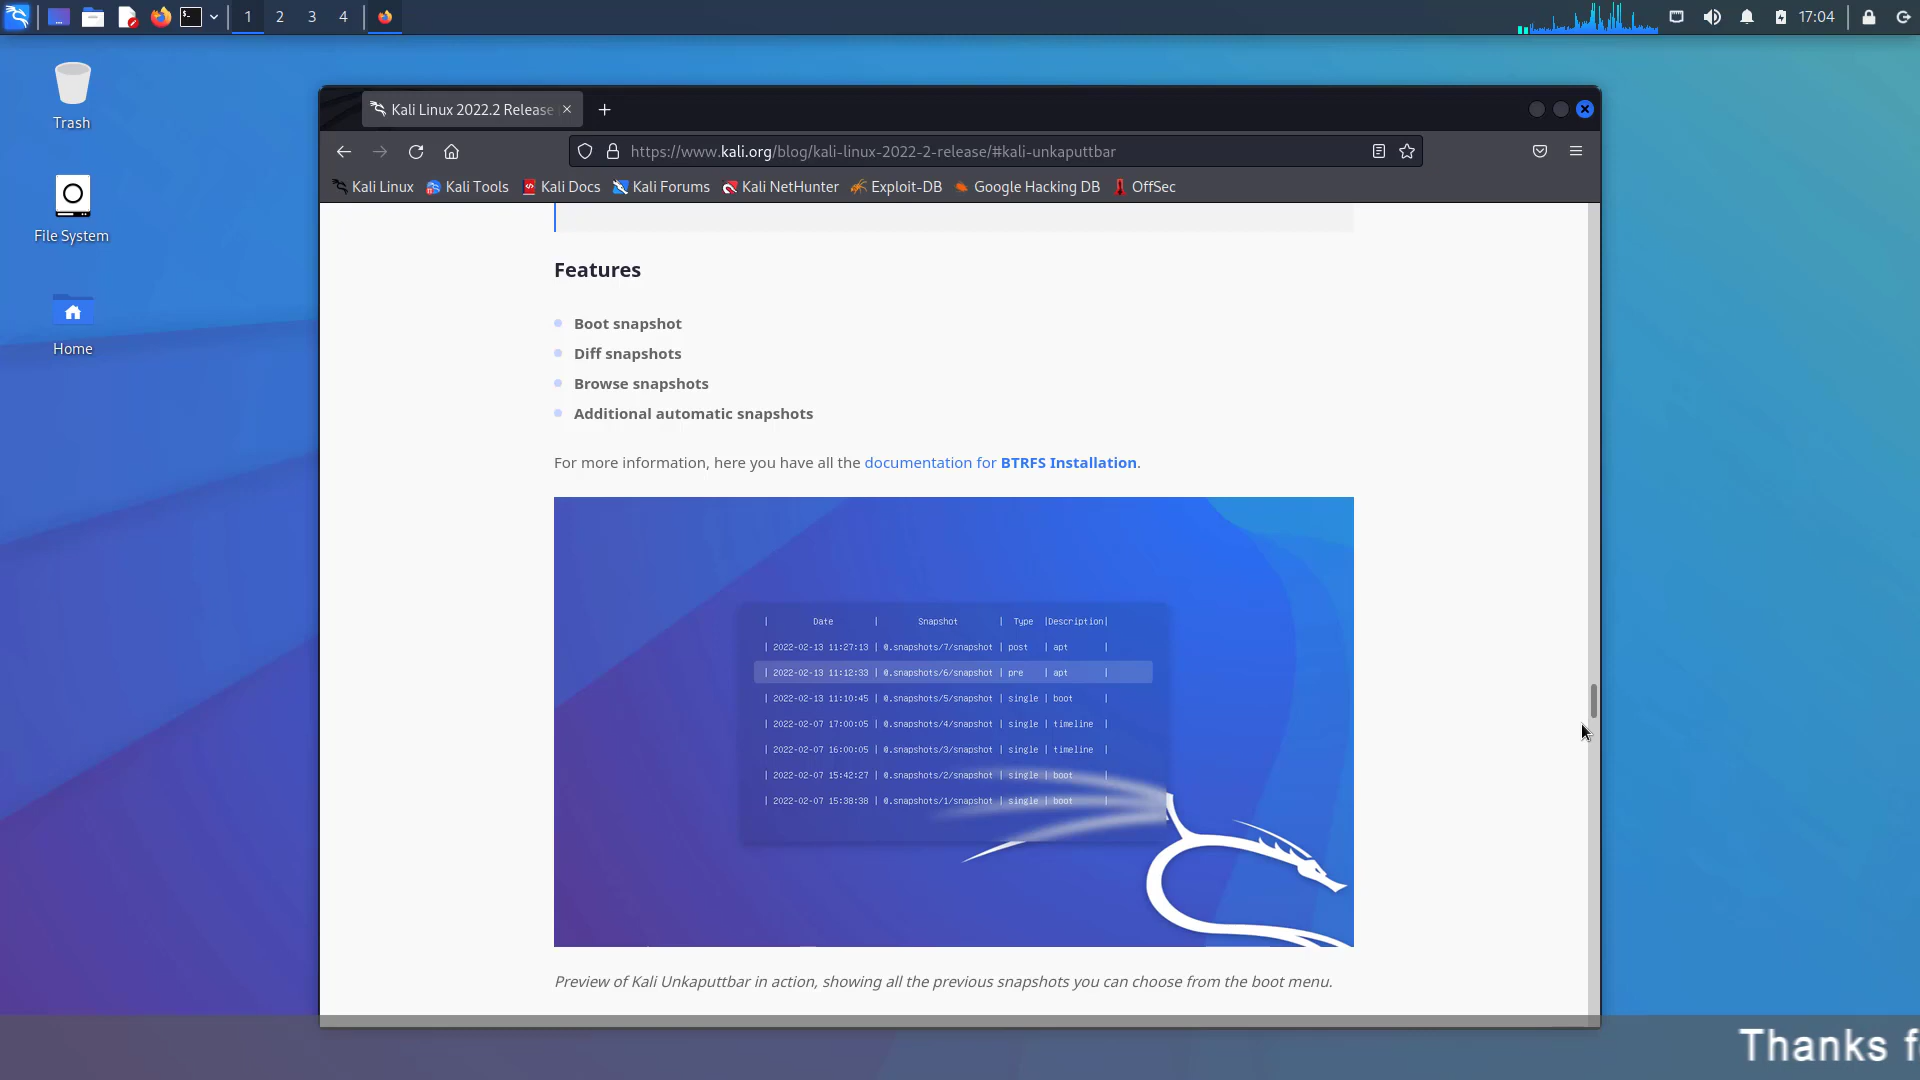 1 2 3 4 17:04
Trash
File System
Home
Kali Linux 2022.2 Release
https://www.kali.org/blog/kali-linux-2022-2-release/#kali-unkaputtbar
Kali Linux Kali Tools Kali Docs Kali Forums Kali NetHunter Exploit-DB Google Hacking DB OffSec
Features
Boot snapshot
Diff snapshots
Browse snapshots
Additional automatic snapshots
For more information, here you have all the documentation for BTRFS Installation.
| Date | Snapshot | Type |Description|
| 2022-02-13 11:27:13 | @.snapshots/7/snapshot | post | apt |
| 2022-02-13 11:12:33 | @.snapshots/6/snapshot | pre | apt |
| 2022-02-13 11:10:45 | @.snapshots/5/snapshot | single | boot |
| 2022-02-07 17:00:05 | @.snapshots/4/snapshot | single | timeline |
| 2022-02-07 16:00:05 | @.snapshots/3/snapshot | single | timeline |
| 2022-02-07 15:42:27 | @.snapshots/2/snapshot | single | boot |
| 2022-02-07 15:38:38 | @.snapshots/1/snapshot | single | boot |
Preview of Kali Unkaputtbar in action, showing all the previous snapshots you can choose from the boot menu.
Thanks f